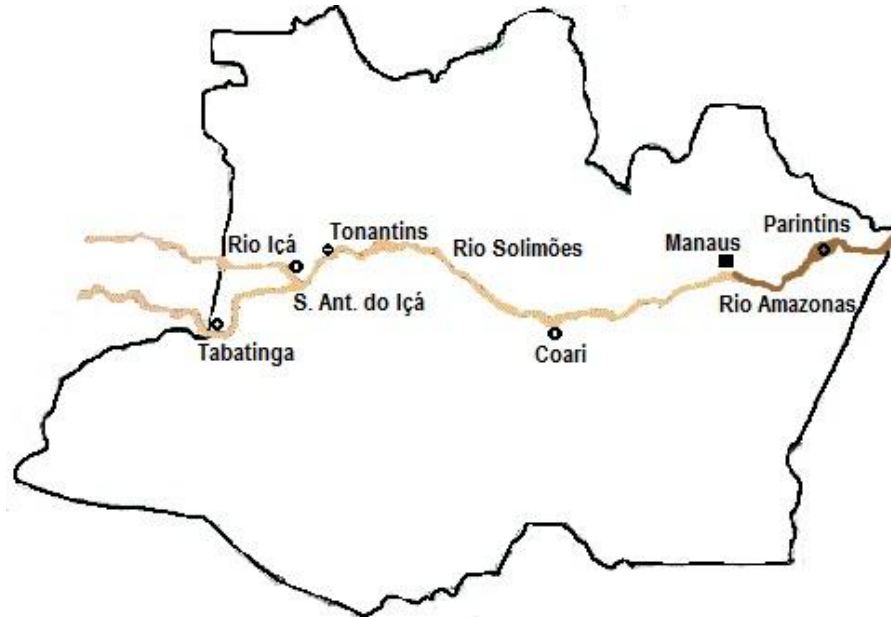 Parintins
Rio Içá
Tonantins
Rio Solimões
Manaus
S. Ant. do Içá
Rio Amazonas
Tabatinga
Coari